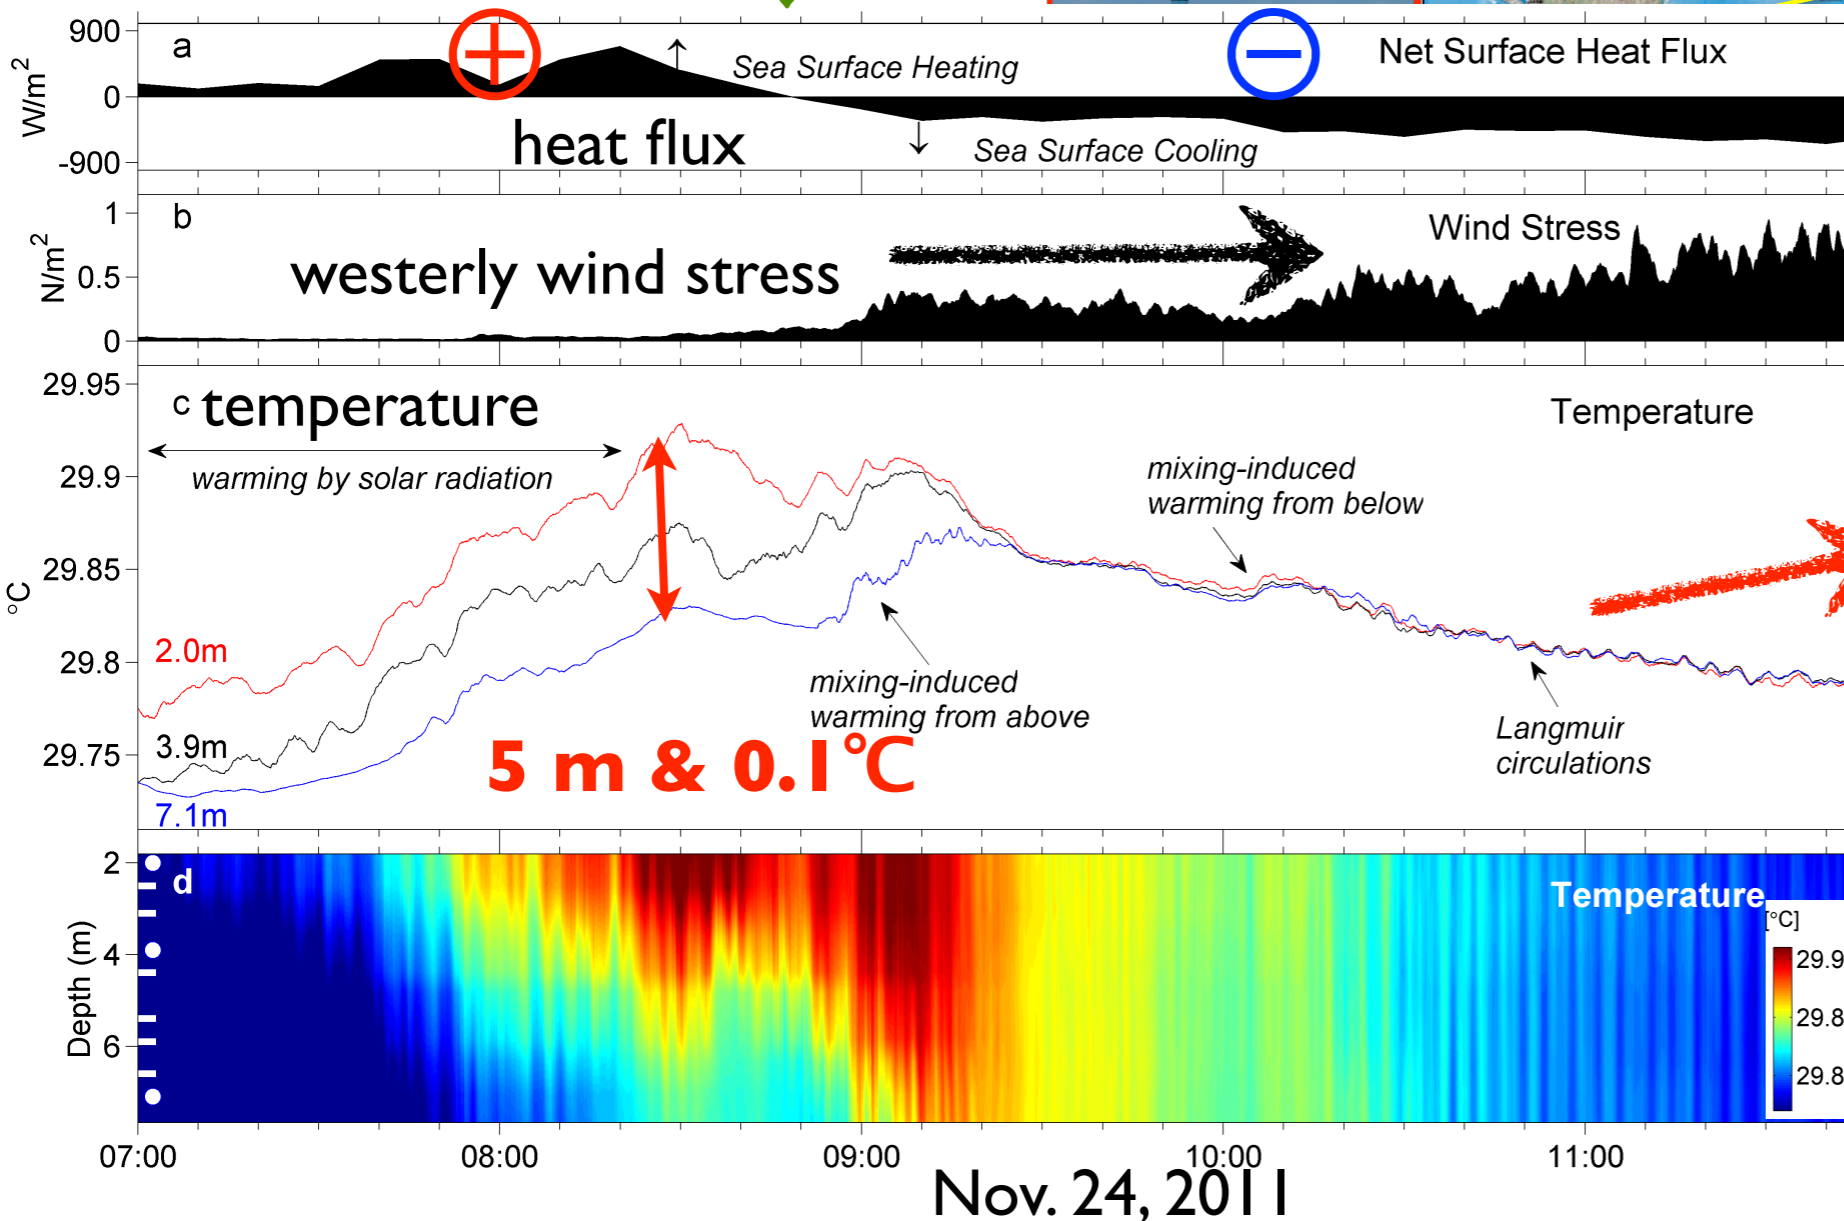 900
a
Sea Surface Heating
Net Surface Heat Flux
W/m²
0
heat flux
Sea Surface Cooling
-900
1
b
Wind Stress
N/m²
0.5
westerly wind stress
0
29.95
c temperature
Temperature
warming by solar radiation
29.9
mixing-induced
warming from below
29.85
°C
2.0m
29.8
mixing-induced
warming from above
Langmuir
circulations
3.9m
29.75
5 m & 0.1°C
7.1m
2
d
Temperature
[°C]
Depth (m)
4
29.9
29.8
6
29.8
07:00
08:00
09:00
10:00
11:00
Nov. 24, 2011